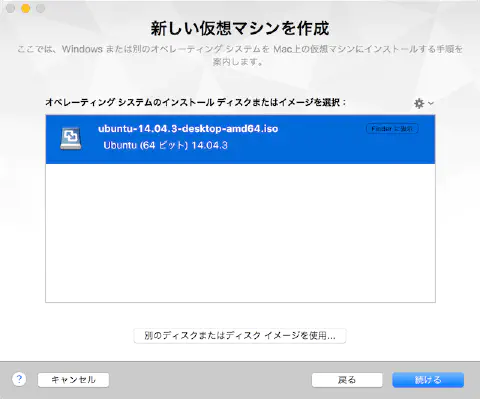 新しい仮想マシンを作成
ここでは、Windows または別のオペレーティング システムを Mac上の仮想マシンにインストールする手順を
案内します。
オペレーティング システムのインストール ディスクまたはイメージを選択：
ubuntu-14.04.3-desktop-amd64.iso
Finder に表示
Ubuntu (64 ビット) 14.04.3
別のディスクまたはディスク イメージを使用...
?
キャンセル
戻る
続ける